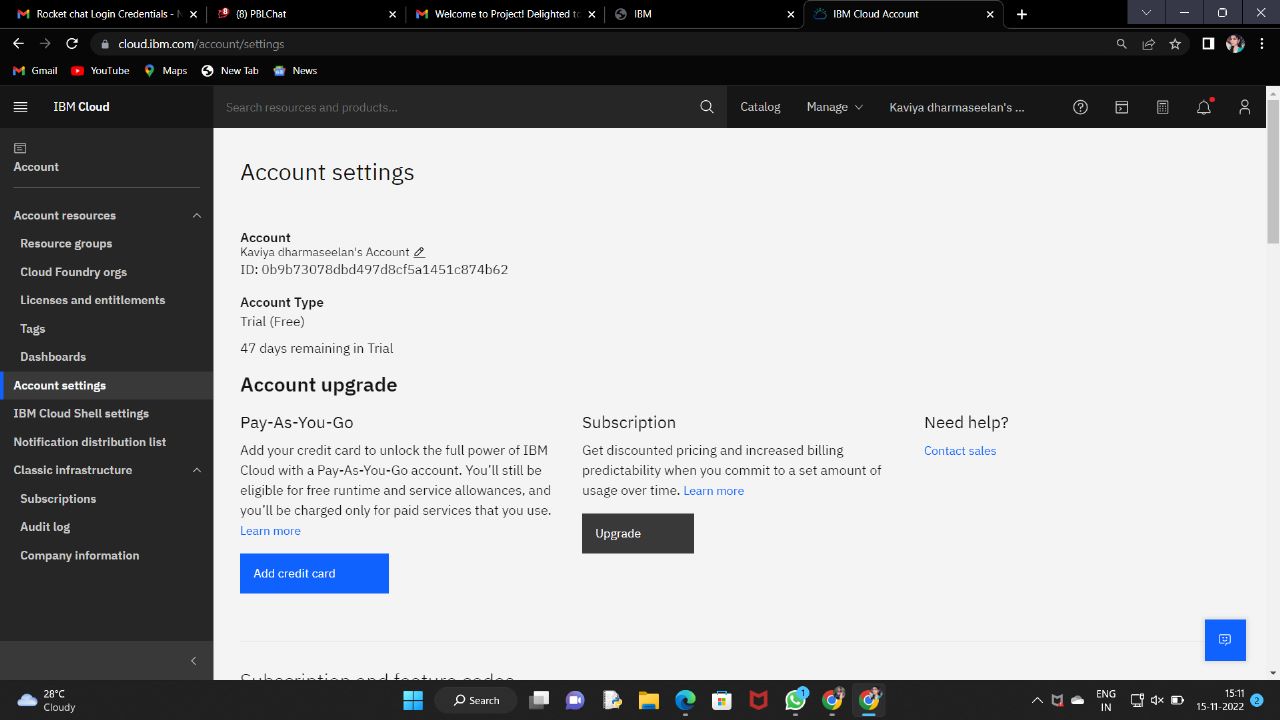 Rocket chat Login Credentials - N
(8) PBLChat
Welcome to Project! Delighted to
IBM
IBM Cloud Account
cloud.ibm.com/account/settings
Gmail
YouTube
Maps
New Tab
News
IBM Cloud
Search resources and products...
Catalog
Manage
Kaviya dharmaseelan's ...
Account
Account resources
Resource groups
Cloud Foundry orgs
Licenses and entitlements
Tags
Dashboards
Account settings
IBM Cloud Shell settings
Notification distribution list
Classic infrastructure
Subscriptions
Audit log
Company information
Account settings
Account
Kaviya dharmaseelan's Account
ID: 0b9b73078dbd497d8cf5a1451c874b62
Account Type
Trial (Free)
47 days remaining in Trial
Account upgrade
Pay-As-You-Go
Add your credit card to unlock the full power of IBM
Cloud with a Pay-As-You-Go account. You'll still be
eligible for free runtime and service allowances, and
you'll be charged only for paid services that you use.
Learn more
Add credit card
Subscription
Get discounted pricing and increased billing
predictability when you commit to a set amount of
usage over time. Learn more
Upgrade
Need help?
Contact sales
Subscription and feature codes
28°C
Cloudy
Search
1
ENG
IN
15:11
15-11-2022
2